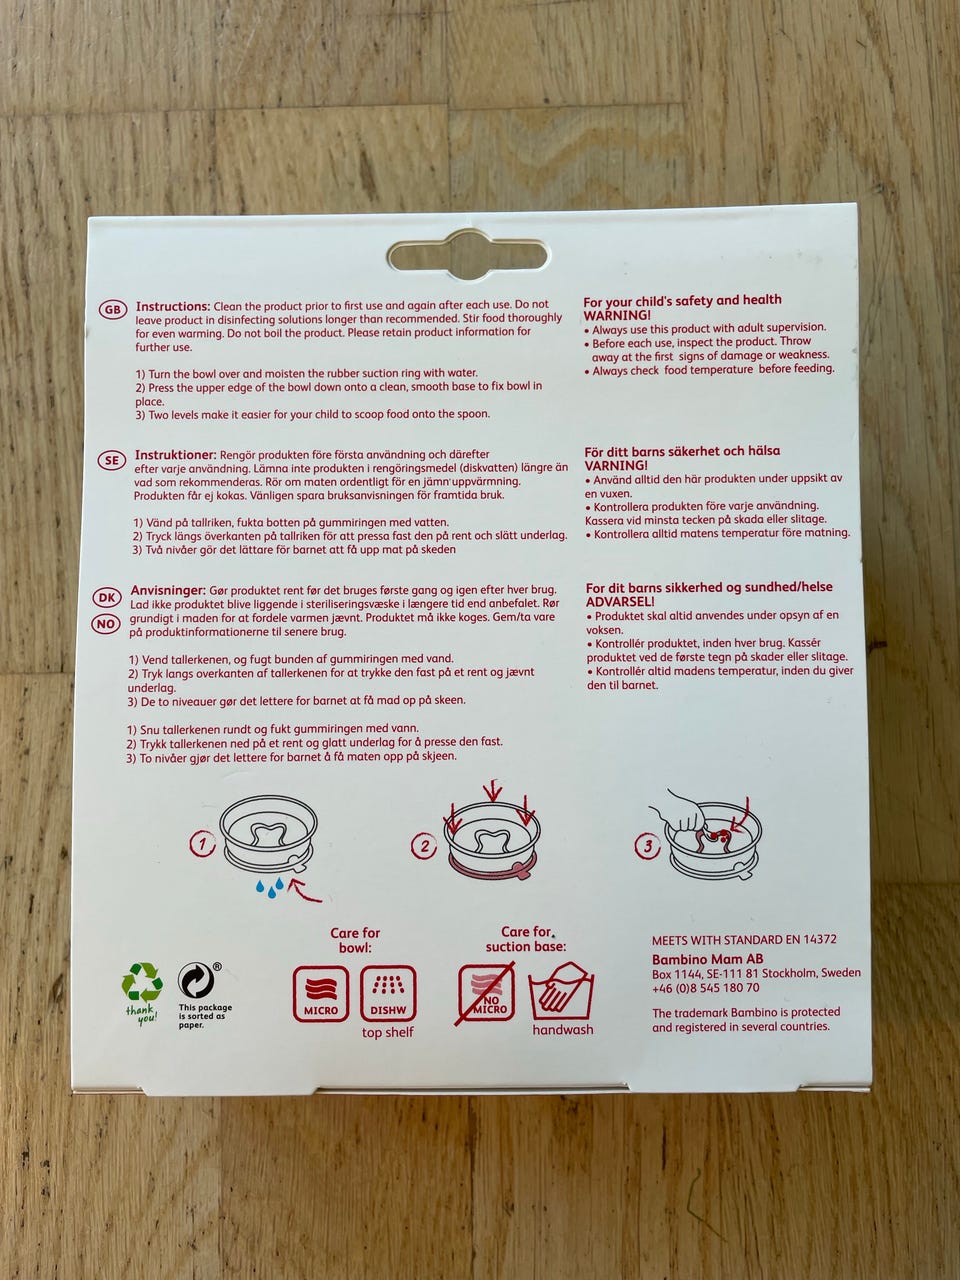 GB
Instructions: Clean the product prior to first use and again after each use. Do not
leave product in disinfecting solutions longer than recommended. Stir food thoroughly
for even warming. Do not boil the product. Please retain product information for
further use.
1) Turn the bowl over and moisten the rubber suction ring with water.
2) Press the upper edge of the bowl down onto a clean, smooth base to fix bowl in
place.
3) Two levels make it easier for your child to scoop food onto the spoon.
For your child's safety and health
WARNING!
• Always use this product with adult supervision.
• Before each use, inspect the product. Throw
away at the first signs of damage or weakness.
• Always check food temperature before feeding.
SE
Instruktioner: Rengör produkten före första användning och därefter
efter varje användning. Lämna inte produkten i rengöringsmedel (diskvatten) längre än
vad som rekommenderas. Rör om maten ordentligt för en jämn uppvärmning.
Produkten får ej kokas. Vänligen spara bruksanvisningen för framtida bruk.
1) Vänd på tallriken, fukta botten på gummiringen med vatten.
2) Tryck längs överkanten på tallriken för att pressa fast den på rent och slätt underlag.
3) Två nivåer gör det lättare för barnet att få upp mat på skeden
För ditt barns säkerhet och hälsa
VARNING!
• Använd alltid den här produkten under uppsikt av
en vuxen.
• Kontrollera produkten före varje användning.
Kassera vid minsta tecken på skada eller slitage.
• Kontrollera alltid matens temperatur före matning.
DK
NO
Anvisninger: Gør produktet rent før det bruges første gang og igen efter hver brug.
Lad ikke produktet blive liggende i steriliseringsvæske i længere tid end anbefalet. Rør
grundigt i maden for at fordele varmen jævnt. Produktet må ikke koges. Gem/ta vare
på produktinformationerne til senere brug.
1) Vend tallerkenen, og fugt bunden af gummiringen med vand.
2) Tryk langs overkanten af tallerkenen for at trykke den fast på et rent og jævnt
underlag.
3) De to niveauer gør det lettere for barnet at få mad op på skeen.
1) Snu tallerkenen rundt og fukt gummiringen med vann.
2) Trykk tallerkenen ned på et rent og glatt underlag for å presse den fast.
3) To nivåer gjør det lettere for barnet å få maten opp på skjeen.
For dit barns sikkerhed og sundhed/helse
ADVARSEL!
• Produktet skal altid anvendes under opsyn af en
voksen.
• Kontrollér produktet, inden hver brug. Kassér
produktet ved de første tegn på skader eller slitage.
• Kontrollér altid madens temperatur, inden du giver
den til barnet.
1
2
3
thank
you!
®
This package
is sorted as
paper.
Care for
bowl:
MICRO
DISHW
top shelf
Care for
suction base:
NO
MICRO
handwash
MEETS WITH STANDARD EN 14372
Bambino Mam AB
Box 1144, SE-111 81 Stockholm, Sweden
+46 (0)8 545 180 70
The trademark Bambino is protected
and registered in several countries.